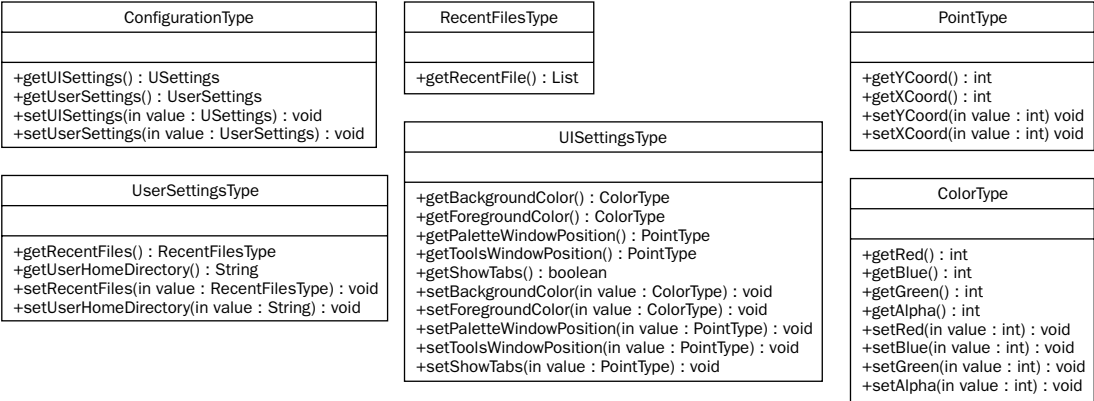 ConfigurationType
+getUISettings() : USettings
+getUserSettings() : UserSettings
+setUISettings(in value : USettings) : void
+setUserSettings(in value : UserSettings) : void
UserSettingsType
+getRecentFiles() : RecentFilesType
+getUserHomeDirectory() : String
+setRecentFiles(in value : RecentFilesType) : void
+setUserHomeDirectory(in value : String) : void
RecentFilesType
+getRecentFile() : List
UISettingsType
+getBackgroundColor() : ColorType
+getForegroundColor() : ColorType
+getPaletteWindowPosition() : PointType
+getToolsWindowPosition() : PointType
+getShowTabs() : boolean
+setBackgroundColor(in value : ColorType) : void
+setForegroundColor(in value : ColorType) : void
+setPaletteWindowPosition(in value : PointType) : void
+setToolsWindowPosition(in value : PointType) : void
+setShowTabs(in value : PointType) : void
PointType
+getYCoord() : int
+getXCoord() : int
+setYCoord(in value : int) void
+setXCoord(in value : int) void
ColorType
+getRed() : int
+getBlue() : int
+getGreen() : int
+getAlpha() : int
+setRed(in value : int) : void
+setBlue(in value : int) : void
+setGreen(in value : int) : void
+setAlpha(in value : int) : void